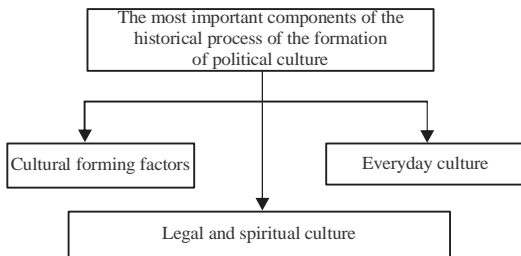 The most important components of the
historical process of the formation
of political culture
Cultural forming factors
Everyday culture
Legal and spiritual culture